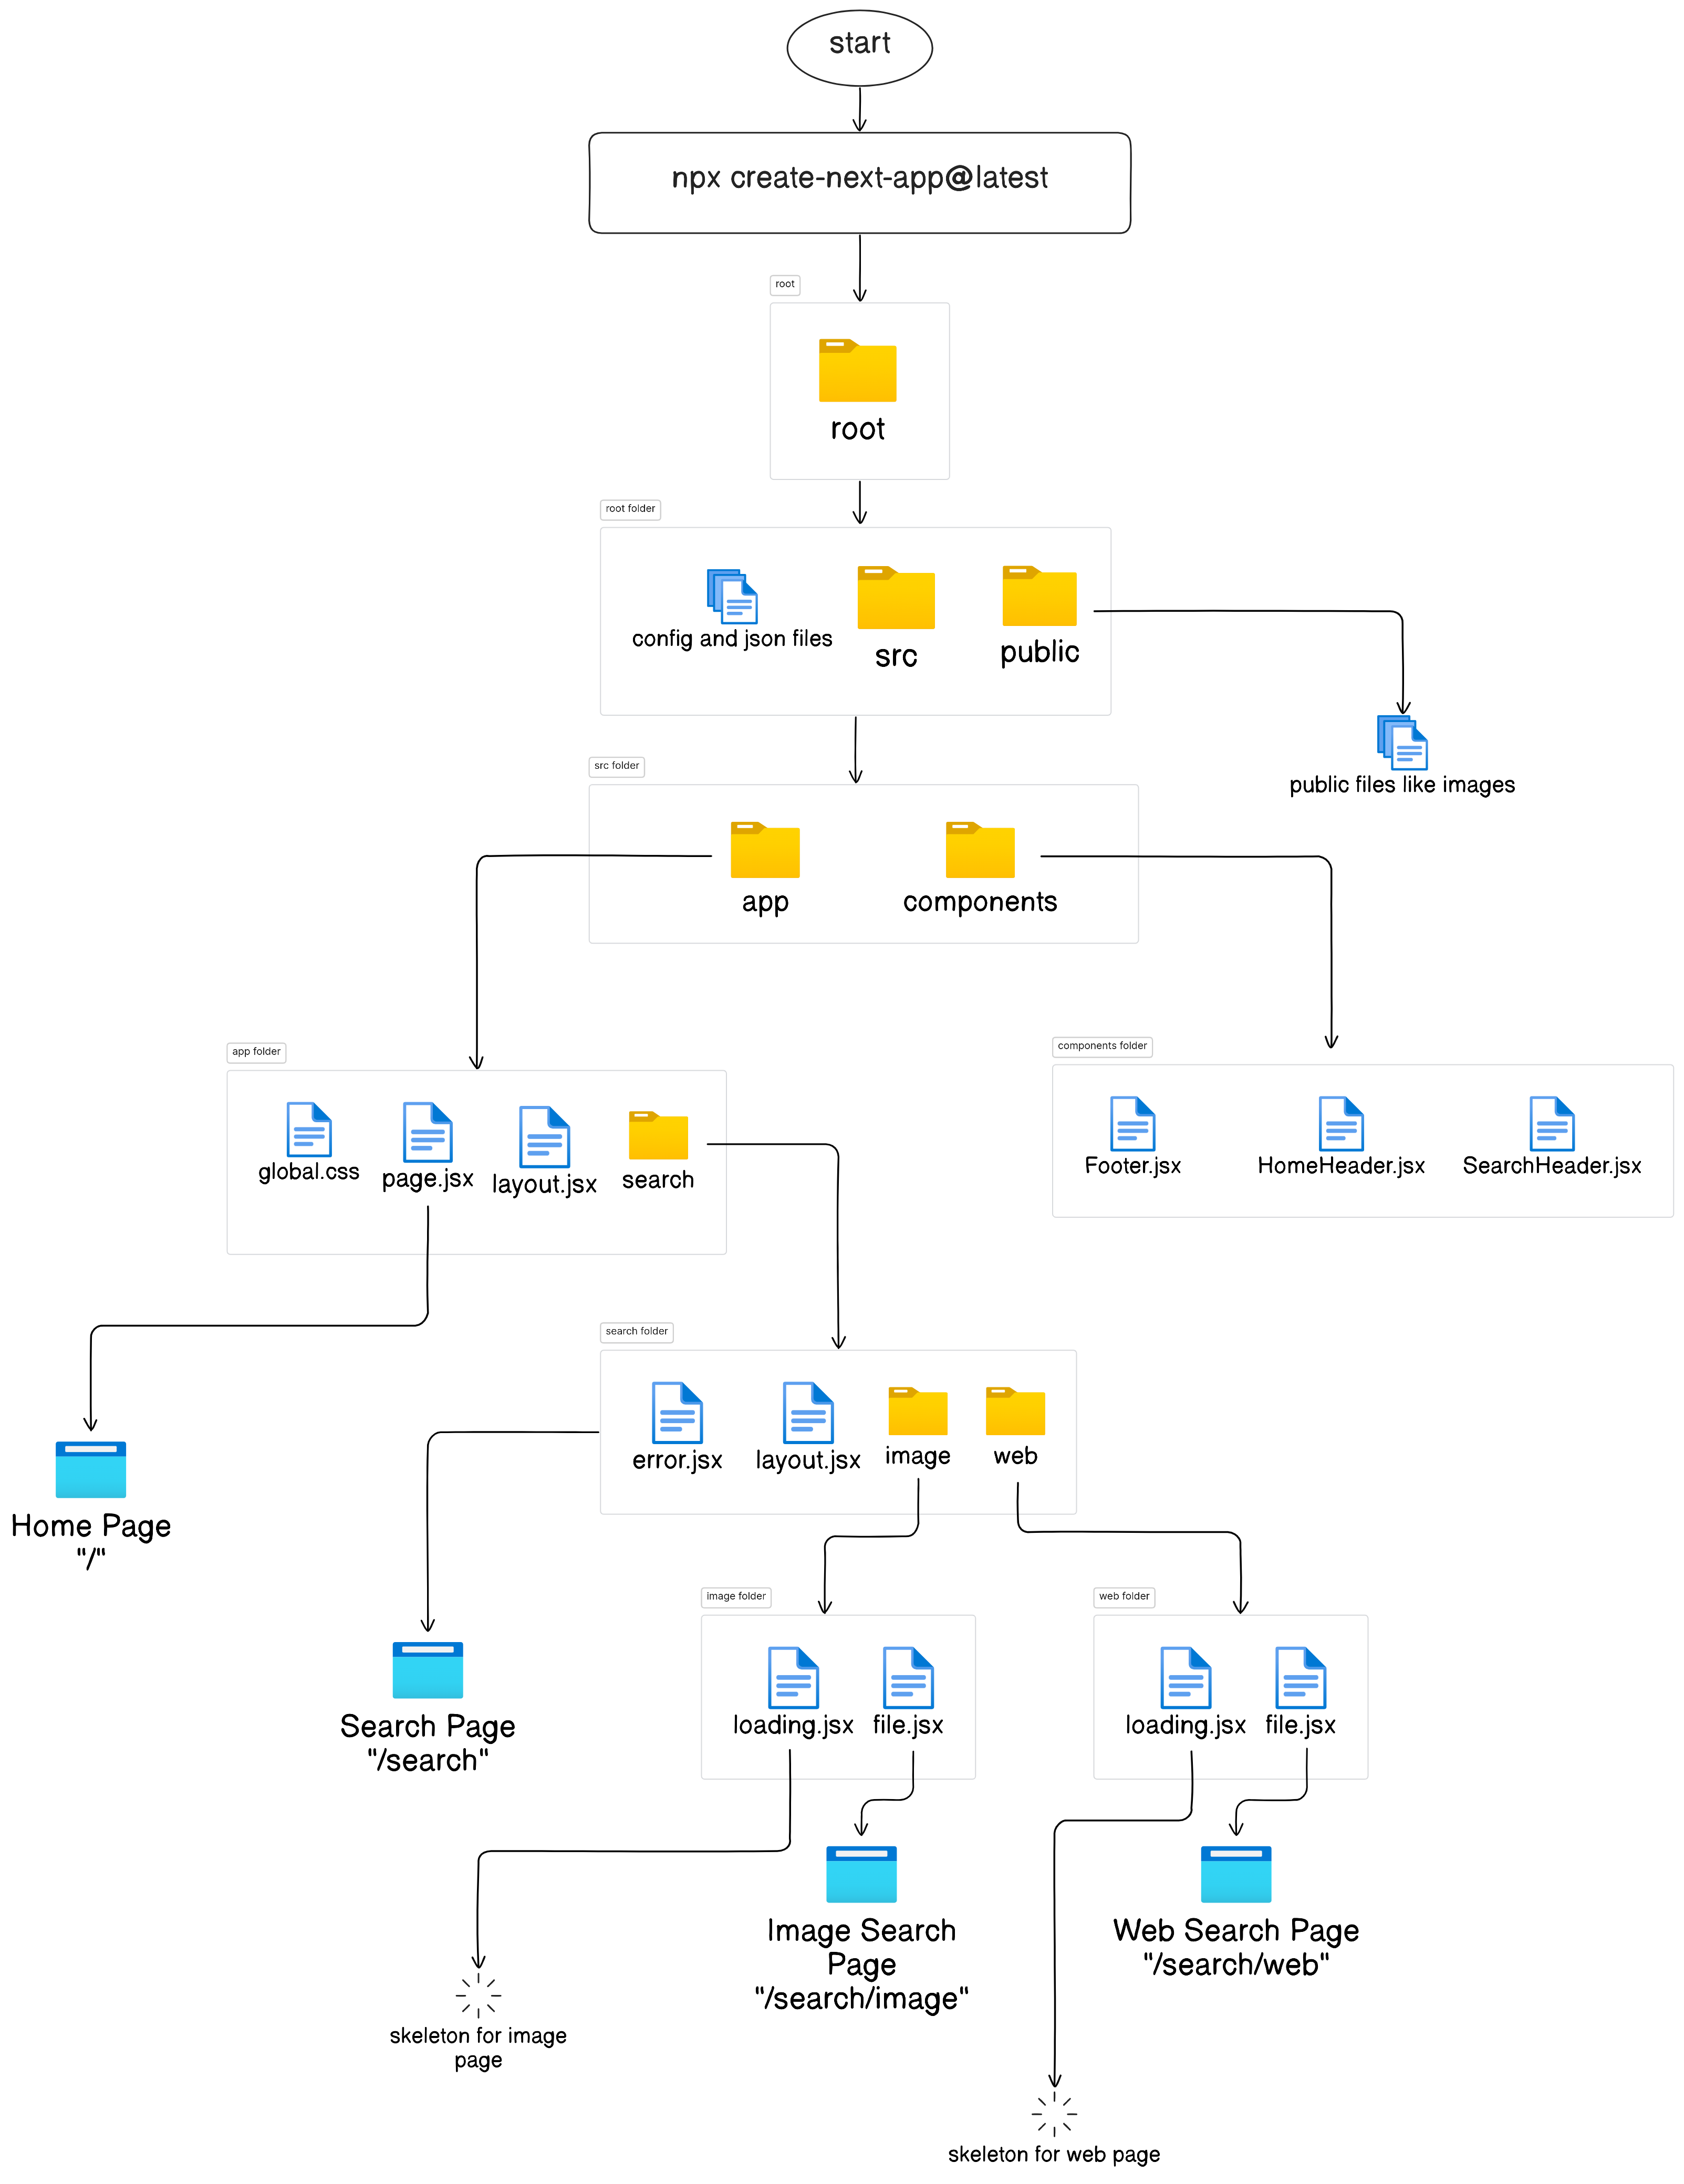 start
npx create-next-app@latest
root
root
root folder
config and json files
src
public
public files like images
src folder
app
components
app folder
global.css
page.jsx
layout.jsx
search
components folder
Footer.jsx
HomeHeader.jsx
SearchHeader.jsx
search folder
error.jsx
layout.jsx
image
web
Home Page
"/"
Search Page
"/search"
image folder
loading.jsx
file.jsx
web folder
loading.jsx
file.jsx
Image Search
Page
"/search/image"
Web Search Page
"/search/web"
skeleton for image
page
skeleton for web page